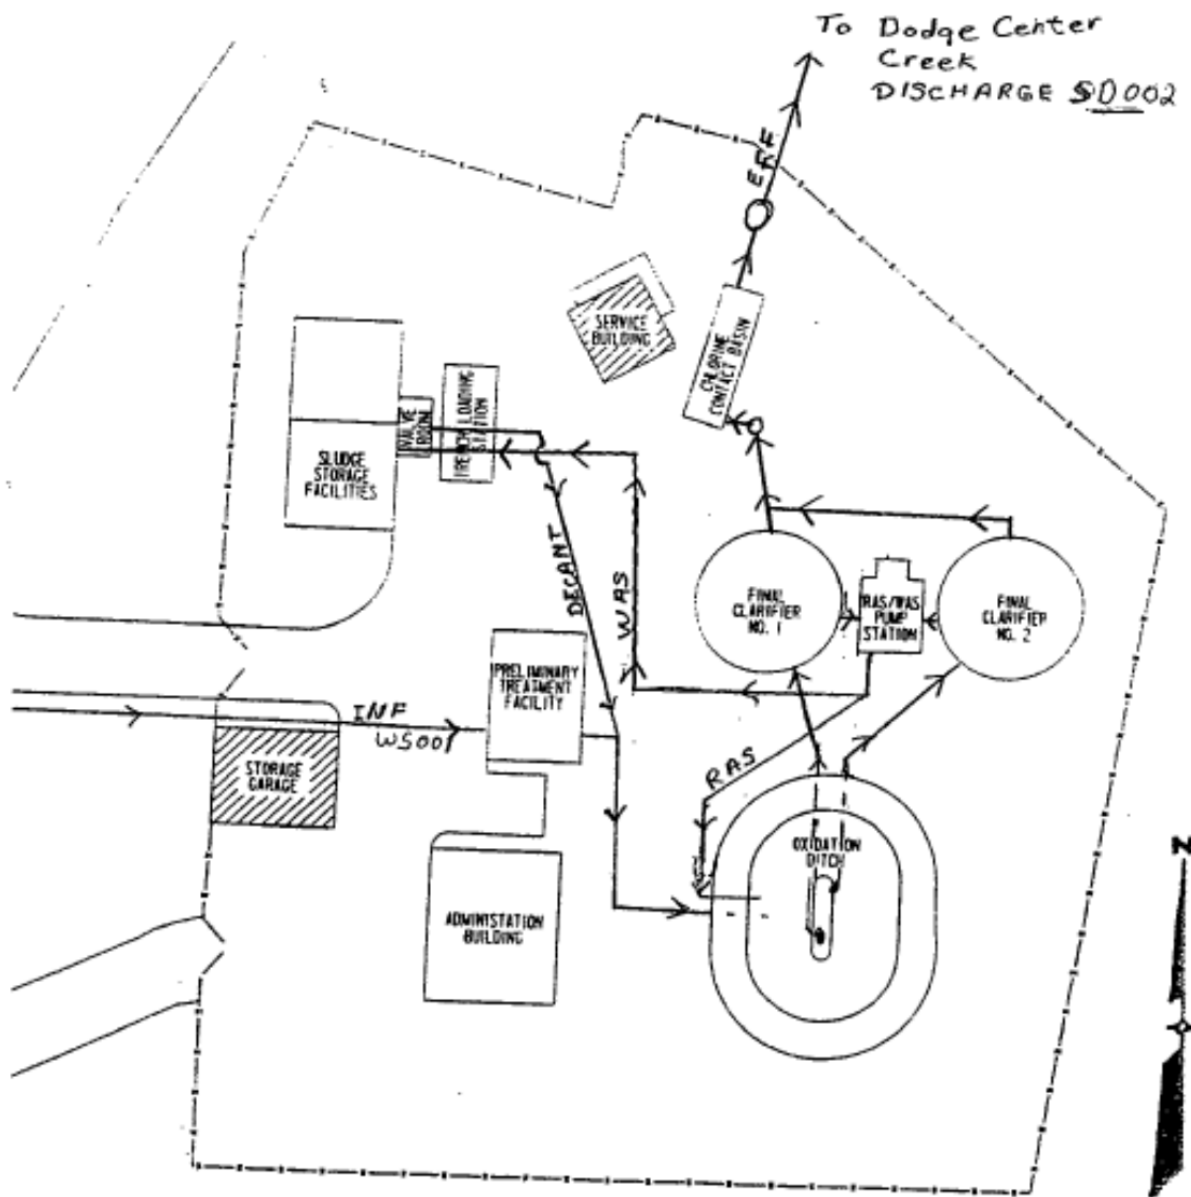 To Dodge Center
Creek
DISCHARGE SD002
EFF
SERVICE
BUILDING
CHLORINE
CONTACT BASIN
VALVE
ROOM
LOADING
STATION
SLUDGE
STORAGE
FACILITIES
DECANT
WAS
FINAL
CLARIFIER
NO. 1
RAS/WAS
PUMP
STATION
FINAL
CLARIFIER
NO. 2
PRELIMINARY
TREATMENT
FACILITY
INF
WS001
STORAGE
GARAGE
RAS
OXIDATION
DITCH
ADMINISTATION
BUILDING
N